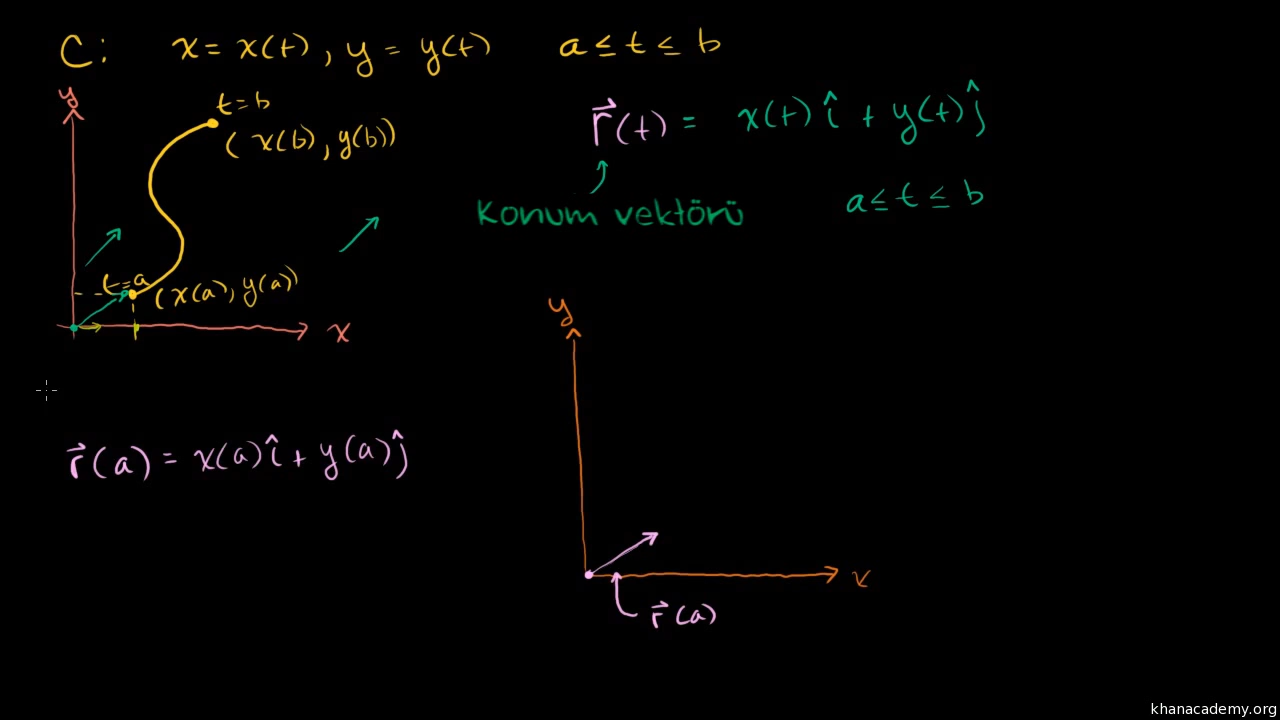 C: x = x(t), y = y(t) a ≤ t ≤ b
y
t = b
(x(b), y(b))
r⃗(t) = x(t)î + y(t)ĵ
a ≤ t ≤ b
Konum vektörü
t = a
(x(a), y(a))
x
y
r⃗(a) = x(a)î + y(a)ĵ
x
r⃗(a)
khanacademy.org